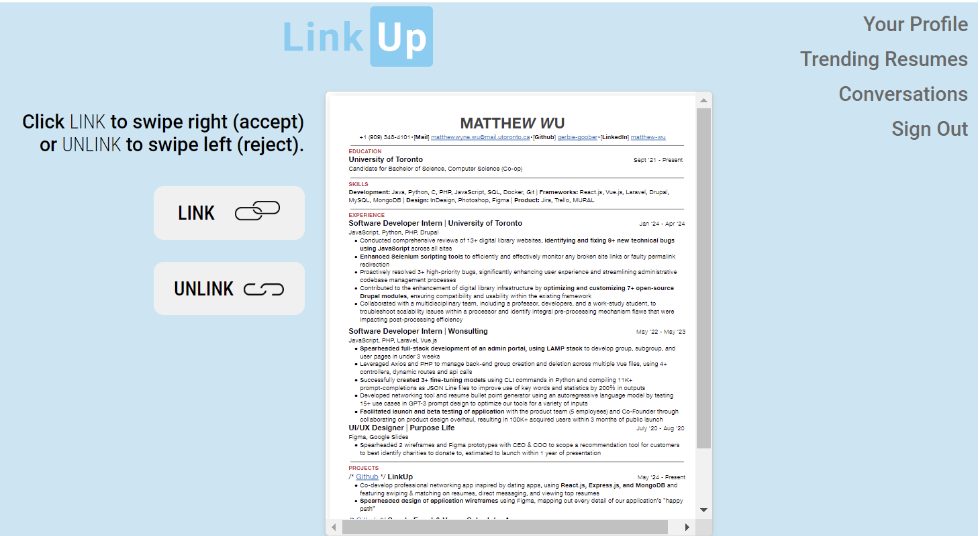 LinkUp
Your Profile
Trending Resumes
Conversations
Sign Out
Click LINK to swipe right (accept)
or UNLINK to swipe left (reject).
LINK
UNLINK
MATTHEW WU
+1 (909) 548-4101•[Mail] matthewyne.wu@mail.utoronto.ca•[Github] gerbie-goober•[LinkedIn] matthew-wu
EDUCATION
University of Toronto Sept '21 - Present
Candidate for Bachelor of Science, Computer Science (Co-op)
SKILLS
Development: Java, Python, C, PHP, JavaScript, SQL, Docker, Git | Frameworks: React.js, Vue.js, Laravel, Drupal,
MySQL, MongoDB | Design: InDesign, Photoshop, Figma | Product: Jira, Trello, MURAL
EXPERIENCE
Software Developer Intern | University of Toronto Jan '24 - Apr '24
JavaScript, Python, PHP, Drupal
• Conducted comprehensive reviews of 13+ digital library websites, identifying and fixing 8+ new technical bugs
using JavaScript across all sites
• Enhanced Selenium scripting tools to efficiently and effectively monitor any broken site links or faulty permalink
redirection
• Proactively resolved 3+ high-priority bugs, significantly enhancing user experience and streamlining administrative
codebase management processes
• Contributed to the enhancement of digital library infrastructure by optimizing and customizing 7+ open-source
Drupal modules, ensuring compatibility and usability within the existing framework
• Collaborated with a multidisciplinary team, including a professor, developers, and a work-study student, to
troubleshoot scalability issues within a processor and identify integral pre-processing mechanism flaws that were
impacting post-processing efficiency
Software Developer Intern | Wonsulting May '22 - May '23
JavaScript, PHP, Laravel, Vue.js
• Spearheaded full-stack development of an admin portal, using LAMP stack to develop group, subgroup, and
user pages in under 3 weeks
• Leveraged Axios and PHP to manage back-end group creation and deletion across multiple Vue files, using 4+
controllers, dynamic routes and api calls
• Successfully created 3+ fine-tuning models using CLI commands in Python and compiling 11K+
prompt-completions as JSON Line files to improve use of key words and statistics by 200% in outputs
• Developed networking tool and resume bullet point generator using an autoregressive language model by testing
15+ use cases in GPT-3 prompt design to optimize our tools for a variety of inputs
• Facilitated launch and beta testing of application with the product team (5 employees) and Co-Founder through
collaborating on product design overhaul, resulting in 100K+ acquired users within 3 months of public launch
UI/UX Designer | Purpose Life July '20 - Aug '20
Figma, Google Slides
• Spearheaded 2 wireframes and Figma prototypes with CEO & COO to scope a recommendation tool for customers
to best identify charities to donate to, estimated to launch within 1 year of presentation
PROJECTS
/* Github */ LinkUp May '24 - Present
• Co-develop professional networking app inspired by dating apps, using React.js, Express.js, and MongoDB and
featuring swiping & matching on resumes, direct messaging, and viewing top resumes
• Spearheaded design of application wireframes using Figma, mapping out every detail of our application's "happy
path"